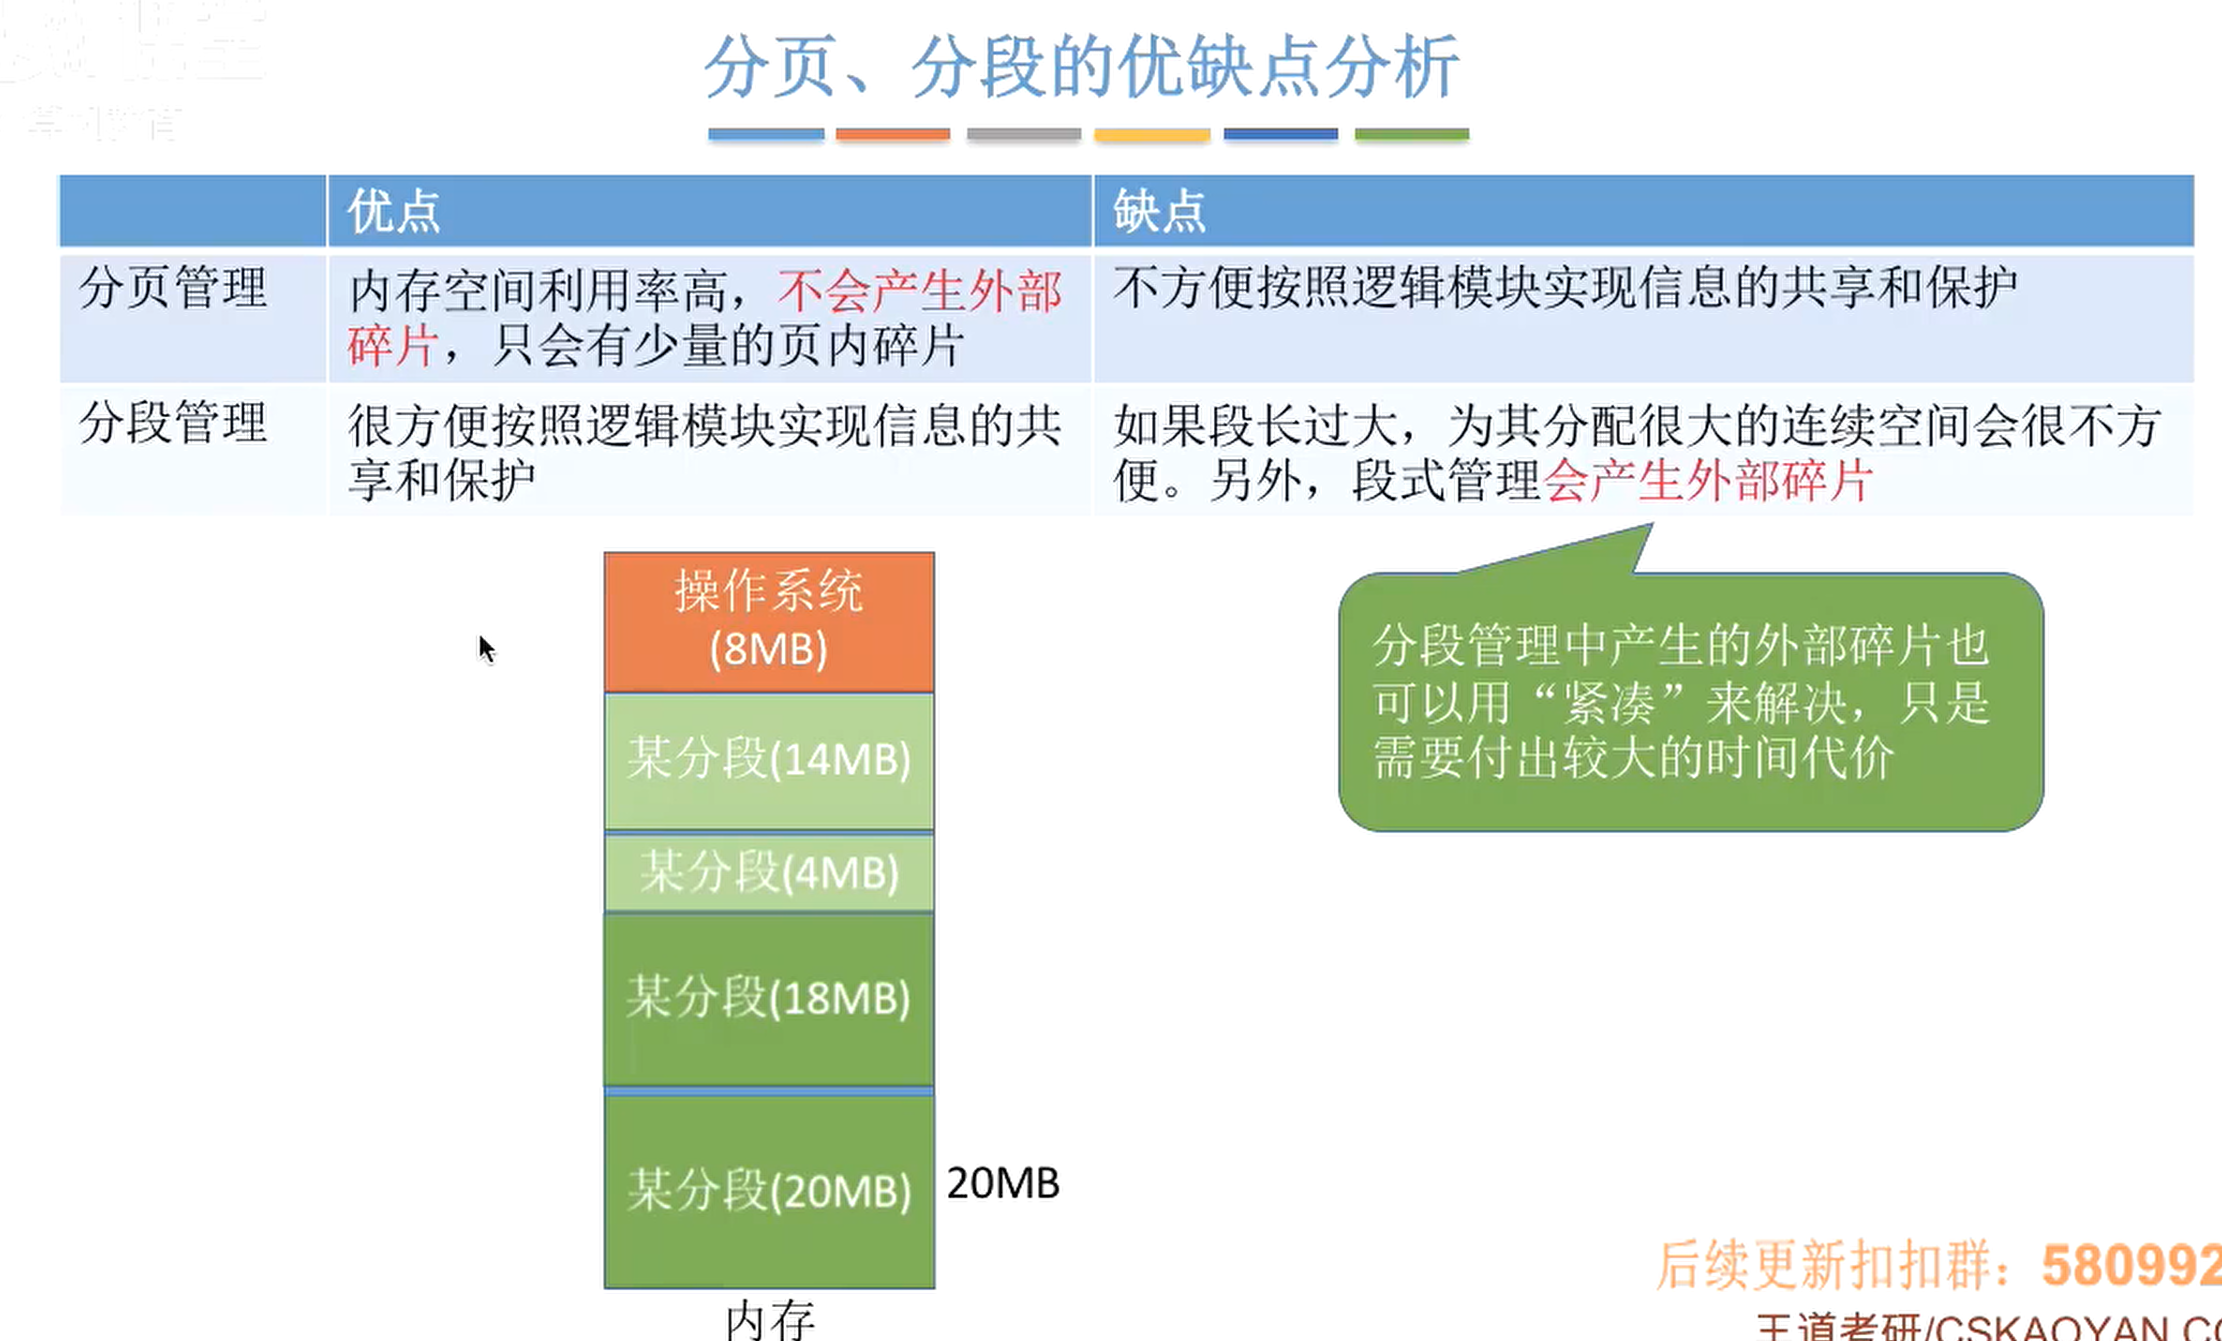 分页、分段的优缺点分析
优点
缺点
分页管理
内存空间利用率高，不会产生外部
碎片，只会有少量的页内碎片
不方便按照逻辑模块实现信息的共享和保护
分段管理
很方便按照逻辑模块实现信息的共
享和保护
如果段长过大，为其分配很大的连续空间会很不方
便。另外，段式管理会产生外部碎片
操作系统
(8MB)
某分段(14MB)
某分段(4MB)
某分段(18MB)
某分段(20MB)
20MB
内存
分段管理中产生的外部碎片也
可以用“紧凑”来解决，只是
需要付出较大的时间代价
后续更新扣扣群：580992
王道考研/CSKAOYAN.CO